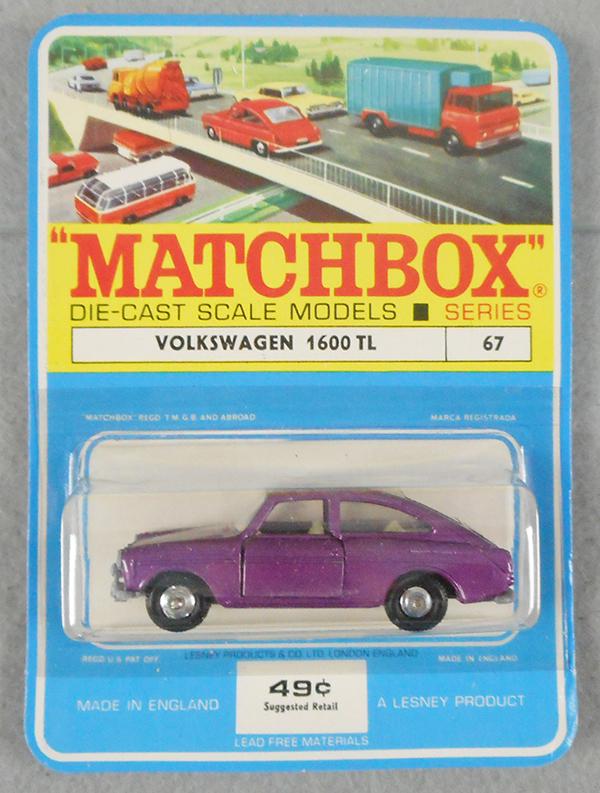 "MATCHBOX"®
DIE-CAST SCALE MODELS ■ SERIES
VOLKSWAGEN 1600 TL 67
"MATCHBOX" REGD T.M. G.B. AND ABROAD MARCA REGISTRADA
REGD U.S. PAT OFF. LESNEY PRODUCTS & CO. LTD. LONDON ENGLAND MADE IN ENGLAND
MADE IN ENGLAND 49¢ A LESNEY PRODUCT
Suggested Retail
LEAD FREE MATERIALS